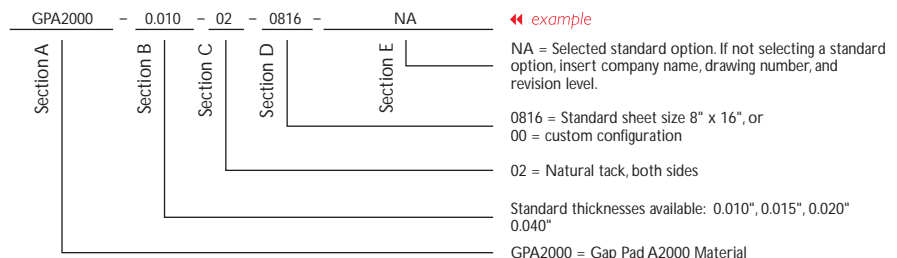 GPA2000 – 0.010 – 02 – 0816 – NA
example
Section A
Section B
Section C
Section D
Section E
NA = Selected standard option. If not selecting a standard
option, insert company name, drawing number, and
revision level.
0816 = Standard sheet size 8" x 16", or
00 = custom configuration
02 = Natural tack, both sides
Standard thicknesses available: 0.010", 0.015", 0.020"
0.040"
GPA2000 = Gap Pad A2000 Material